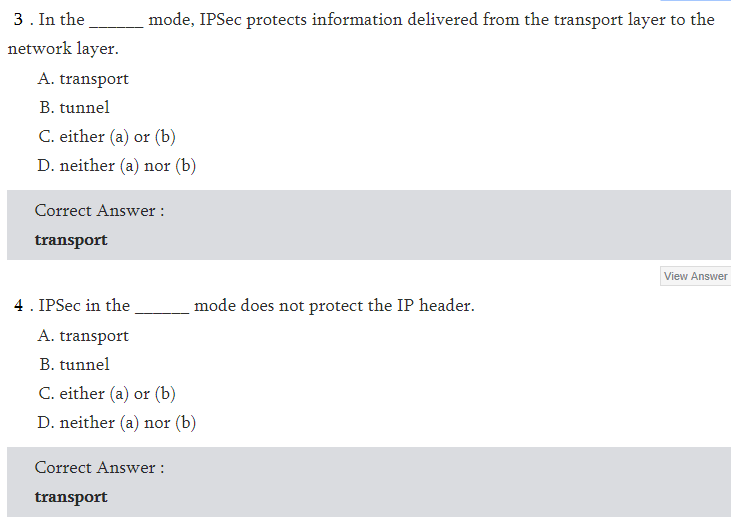 3 . In the ______ mode, IPSec protects information delivered from the transport layer to the
network layer.
A. transport
B. tunnel
C. either (a) or (b)
D. neither (a) nor (b)
Correct Answer :
transport
View Answer
4 . IPSec in the ______ mode does not protect the IP header.
A. transport
B. tunnel
C. either (a) or (b)
D. neither (a) nor (b)
Correct Answer :
transport